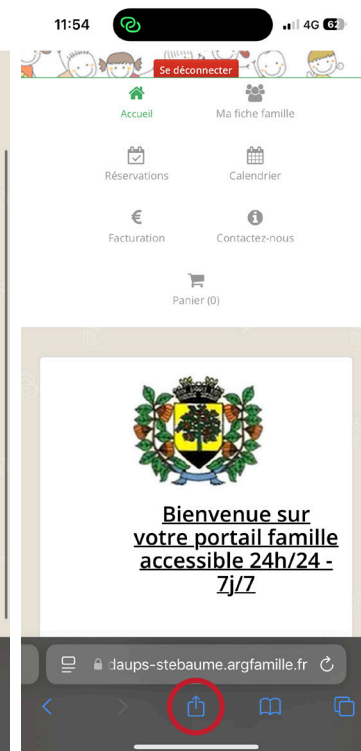 11:54
4G 62
Se déconnecter
Accueil
Ma fiche famille
Réservations
Calendrier
€
Facturation
Contactez-nous
Panier (0)
Bienvenue sur
votre portail famille
accessible 24h/24 -
7j/7
daups-stebaume.argfamille.fr